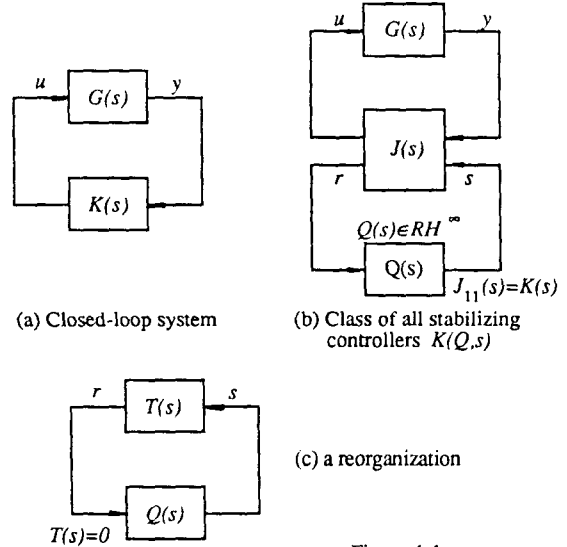 u
G(s)
y
K(s)
(a) Closed-loop system
u
G(s)
y
J(s)
r
s
Q(s)∈RH ∞
Q(s)
J11(s)=K(s)
(b) Class of all stabilizing
controllers K(Q,s)
r
T(s)
s
(c) a reorganization
Q(s)
T(s)=0